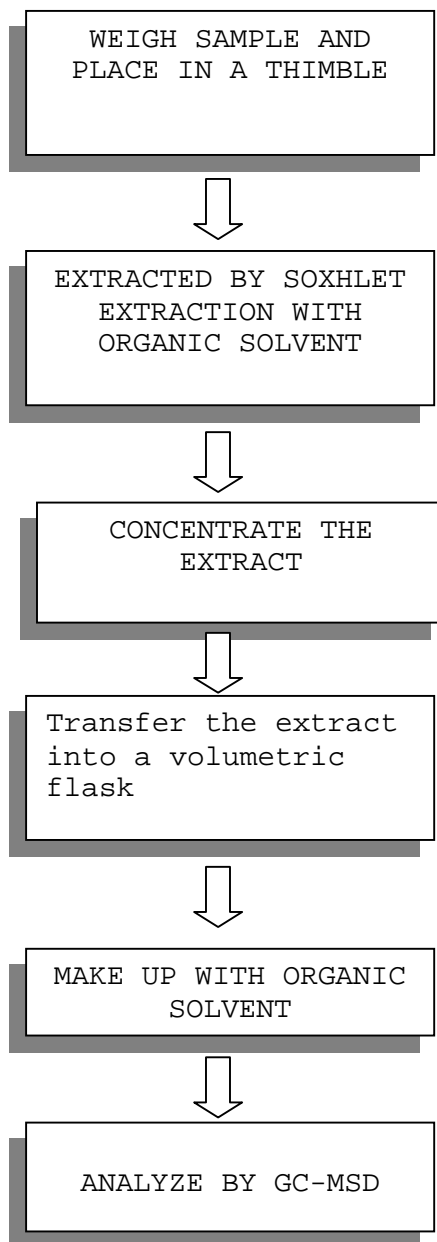 WEIGH SAMPLE AND
PLACE IN A THIMBLE
EXTRACTED BY SOXHLET
EXTRACTION WITH
ORGANIC SOLVENT
CONCENTRATE THE
EXTRACT
Transfer the extract
into a volumetric
flask
MAKE UP WITH ORGANIC
SOLVENT
ANALYZE BY GC-MSD